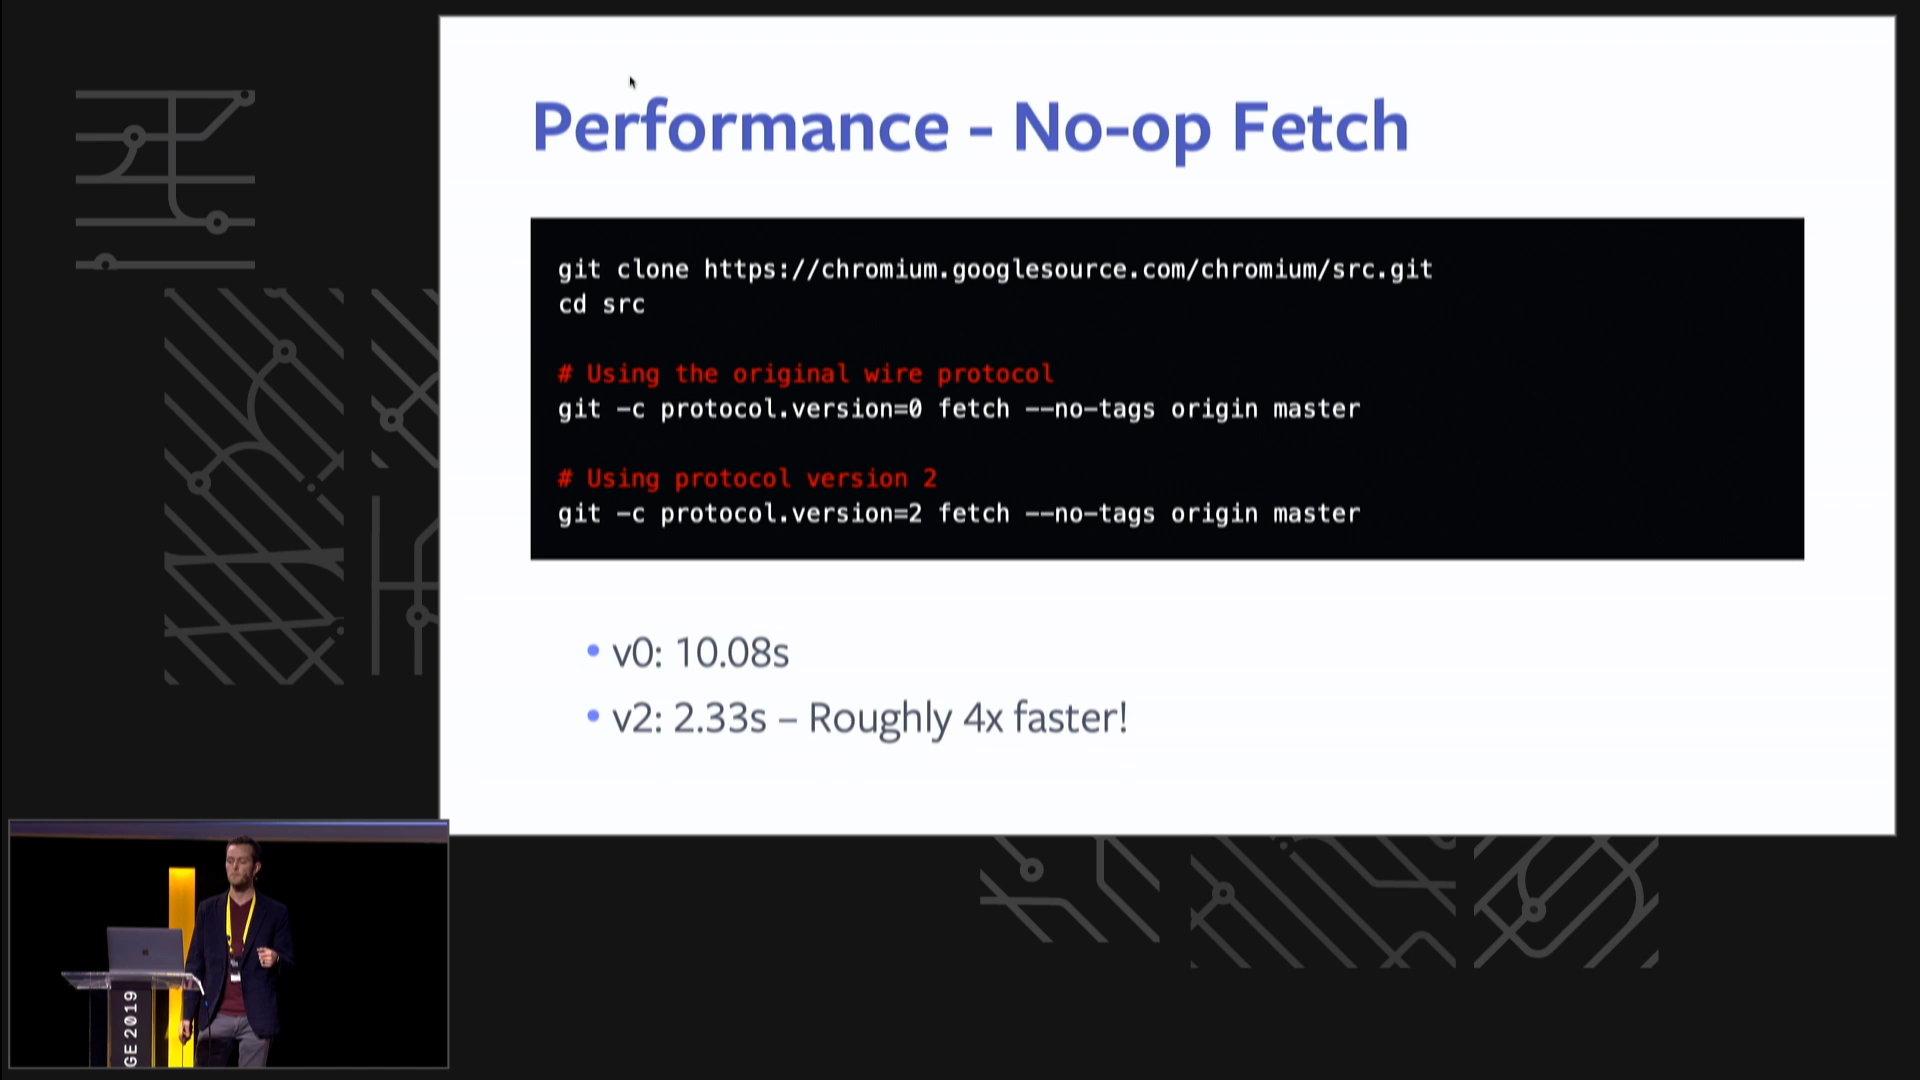 Performance - No-op Fetch
git clone https://chromium.googlesource.com/chromium/src.git
cd src
# Using the original wire protocol
git -c protocol.version=0 fetch --no-tags origin master
# Using protocol version 2
git -c protocol.version=2 fetch --no-tags origin master
• v0: 10.08s
• v2: 2.33s – Roughly 4x faster!
GE 2019